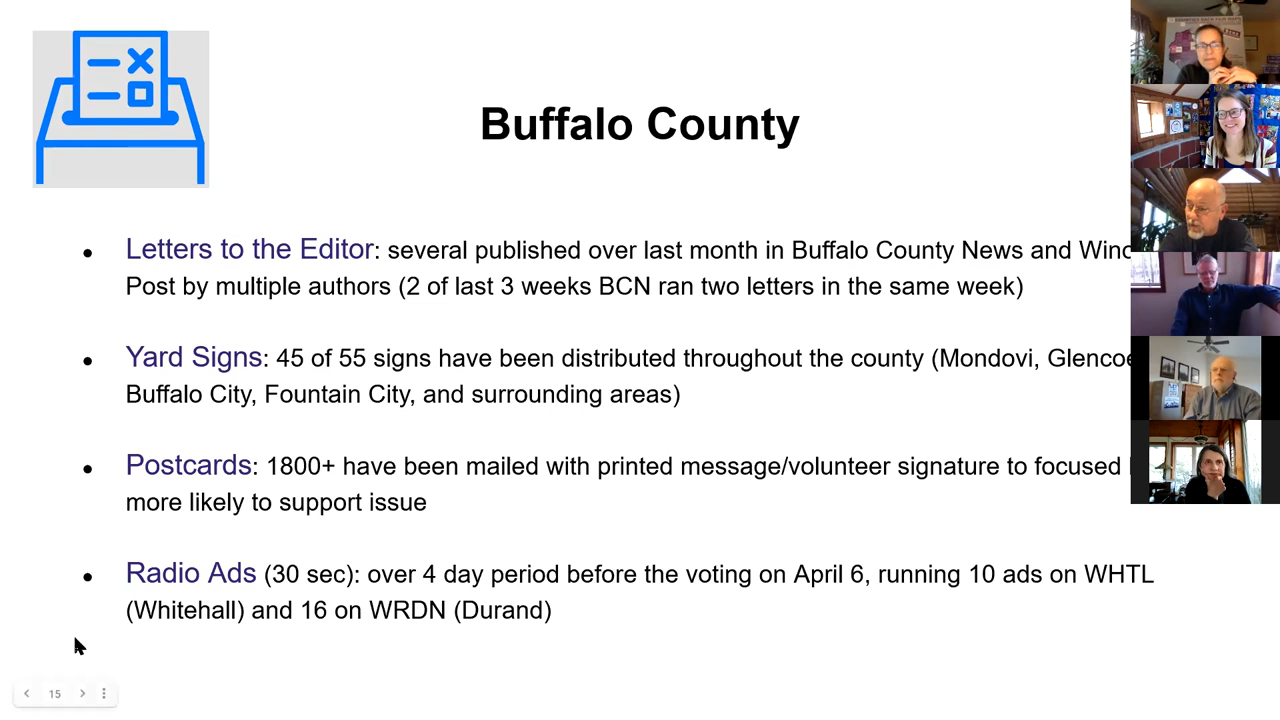 Buffalo County
● Letters to the Editor: several published over last month in Buffalo County News and
Post by multiple authors (2 of last 3 weeks BCN ran two letters in the same week)
● Yard Signs: 45 of 55 signs have been distributed throughout the county (Mondovi,
Buffalo City, Fountain City, and surrounding areas)
● Postcards: 1800+ have been mailed with printed message/volunteer signature to focused
more likely to support issue
● Radio Ads (30 sec): over 4 day period before the voting on April 6, running 10 ads on WHTL
(Whitehall) and 16 on WRDN (Durand)
15